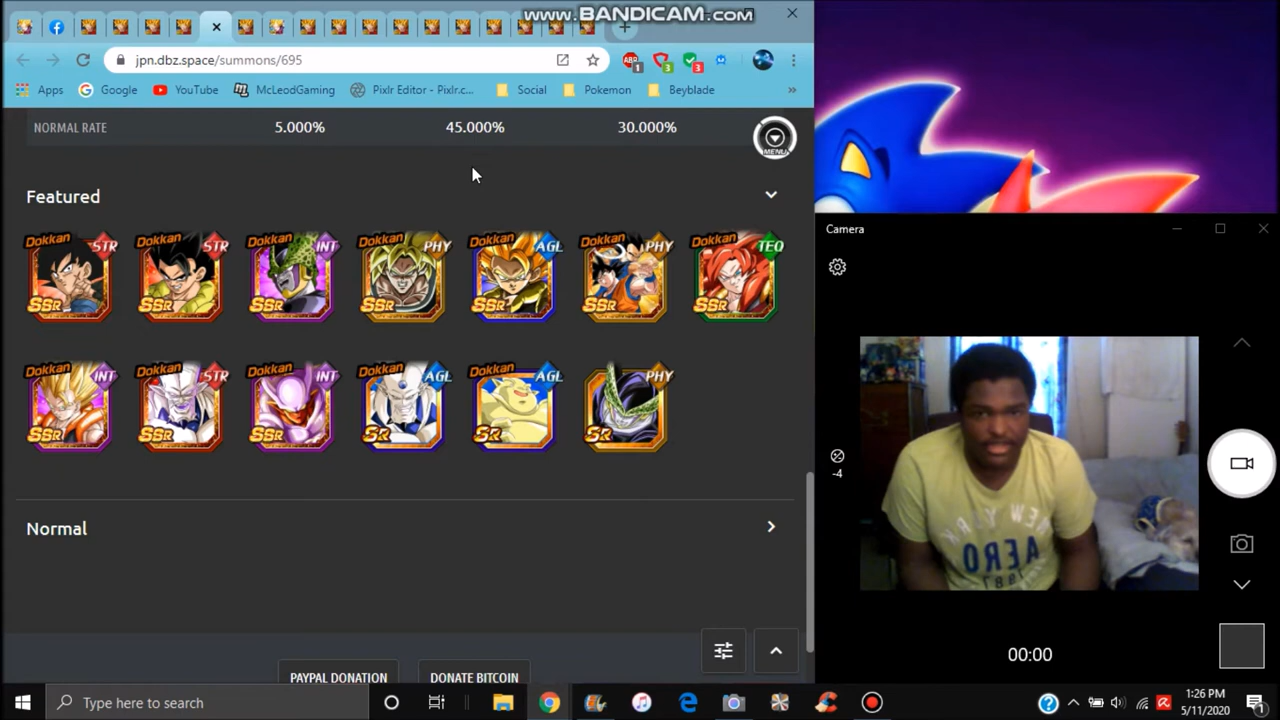 www.BANDICAM.com
jpn.dbz.space/summons/695
Apps Google YouTube McLeodGaming Pixlr Editor - Pixlr.c... Social Pokemon Beyblade »
NORMAL RATE 5.000% 45.000% 30.000%
MENU
Featured
Dokkan STR Dokkan STR Dokkan INT Dokkan PHY Dokkan AGL Dokkan PHY Dokkan TEQ
SSR SSR SSR SSR SSR SSR SSR
Dokkan INT Dokkan STR Dokkan INT Dokkan AGL Dokkan AGL PHY
SSR SSR SSR SR SR SR
Normal
PAYPAL DONATION DONATE BITCOIN
Camera
-4
NEW YORK
AERO
1987
00:00
Type here to search
1:26 PM
5/11/2020